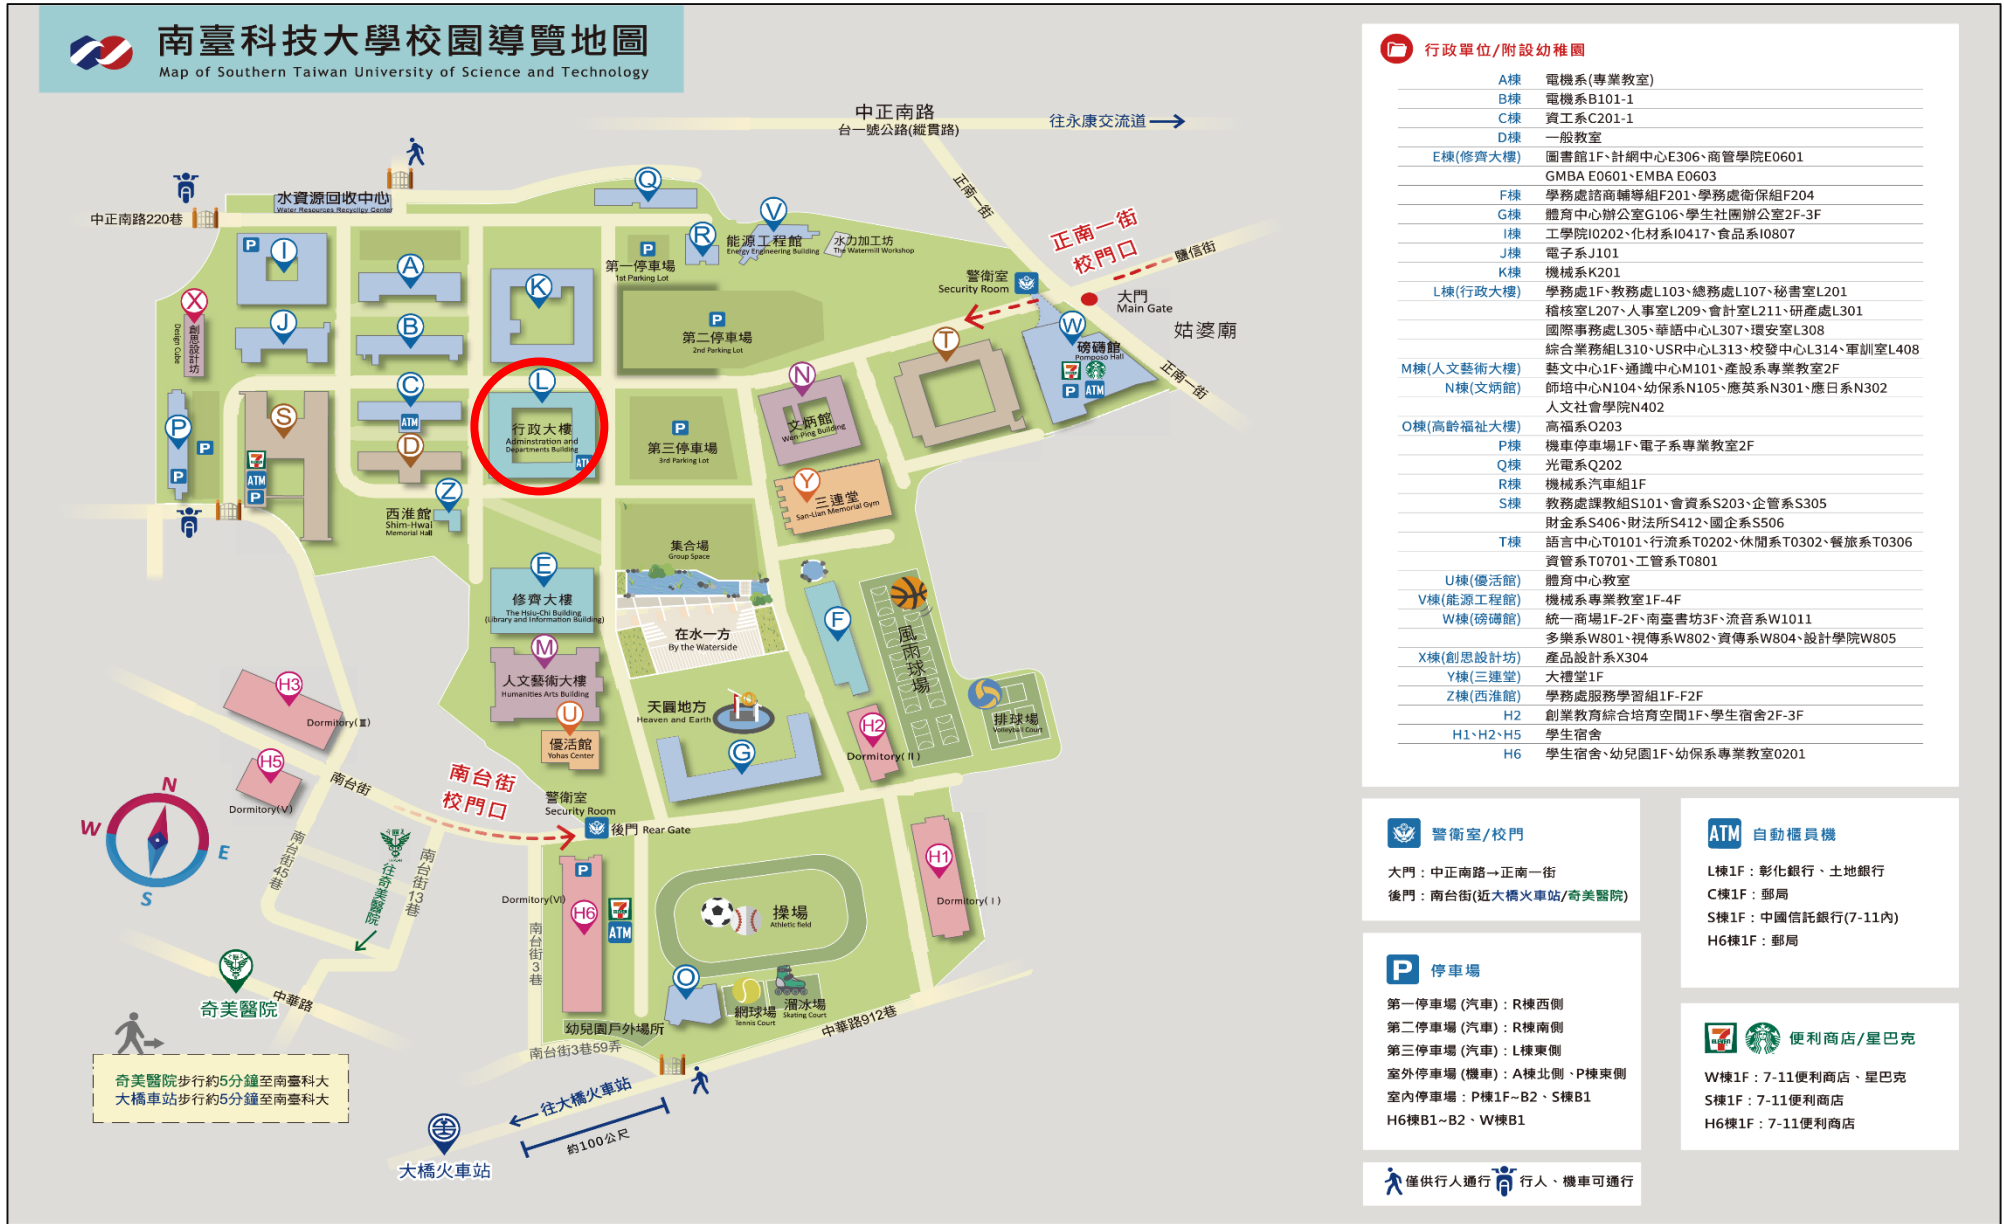 南臺科技大學校園導覽地圖
Map of Southern Taiwan University of Science and Technology
中正南路
台一號公路(縱貫路)
往永康交流道
正南一街
水資源回收中心
Water Resources Recyclig Center
中正南路220巷
Q
V
R
能源工程館
Energy Engineering Building
水力加工坊
The Watermill Workshop
正南一街
校門口
鹽信街
P
I
A
K
P
第一停車場
1st Parking Lot
警衛室
Security Room
大門
Main Gate
姑婆廟
X
創思設計坊
Design Cube
J
B
P
第二停車場
2nd Parking Lot
T
W
磅礴館
Pomposo Hall
7 ELEVEN
P
ATM
正南一街
P
P
P
S
7 ELEVEN
ATM
P
C
ATM
D
L
行政大樓
Adminstration and
Departments Building
ATM
P
第三停車場
3rd Parking Lot
N
文炳館
Wen-Ping Building
Z
西淮館
Shim-Hwai
Memorial Hall
Y
三連堂
San-Lian Memorial Gym
集合場
Group Space
E
修齊大樓
The Hsiu-Chi Building
(Library and Information Building)
在水一方
By the Waterside
F
風雨球場
M
人文藝術大樓
Humanities Arts Building
U
優活館
Yohas Center
天圓地方
Heaven and Earth
G
H2
Dormitory(Ⅱ)
排球場
Volleyball Court
H3
Dormitory(Ⅲ)
H5
Dormitory(Ⅴ)
南台街
南台街
校門口
警衛室
Security Room
後門 Rear Gate
N
W
E
S
南台街45巷
往奇美醫院
南台街13巷
P
Dormitory(Ⅵ)
H6
7 ELEVEN
ATM
南台街3巷
操場
Athletic field
H1
Dormitory(Ⅰ)
奇美醫院
中華路
O
網球場
Tennis Court
溜冰場
Skating Court
幼兒園戶外場所
中華路912巷
南台街3巷59弄
奇美醫院步行約5分鐘至南臺科大
大橋車站步行約5分鐘至南臺科大
往大橋火車站
約100公尺
大橋火車站
行政單位/附設幼稚園
A棟 電機系(專業教室)
B棟 電機系B101-1
C棟 資工系C201-1
D棟 一般教室
E棟(修齊大樓) 圖書館1F、計網中心E306、商管學院E0601
GMBA E0601、EMBA E0603
F棟 學務處諮商輔導組F201、學務處衛保組F204
G棟 體育中心辦公室G106、學生社團辦公室2F-3F
I棟 工學院I0202、化材系I0417、食品系I0807
J棟 電子系J101
K棟 機械系K201
L棟(行政大樓) 學務處1F、教務處L103、總務處L107、秘書室L201
稽核室L207、人事室L209、會計室L211、研產處L301
國際事務處L305、華語中心L307、環安室L308
綜合業務組L310、USR中心L313、校發中心L314、軍訓室L408
M棟(人文藝術大樓) 藝文中心1F、通識中心M101、產設系專業教室2F
N棟(文炳館) 師培中心N104、幼保系N105、應英系N301、應日系N302
人文社會學院N402
O棟(高齡福祉大樓) 高福系O203
P棟 機車停車場1F、電子系專業教室2F
Q棟 光電系Q202
R棟 機械系汽車組1F
S棟 教務處課教組S101、會資系S203、企管系S305
財金系S406、財法所S412、國企系S506
T棟 語言中心T0101、行流系T0202、休閒系T0302、餐旅系T0306
資管系T0701、工管系T0801
U棟(優活館) 體育中心教室
V棟(能源工程館) 機械系專業教室1F-4F
W棟(磅礴館) 統一商場1F-2F、南臺書坊3F、流音系W1011
多樂系W801、視傳系W802、資傳系W804、設計學院W805
X棟(創思設計坊) 產品設計系X304
Y棟(三連堂) 大禮堂1F
Z棟(西淮館) 學務處服務學習組1F-F2F
H2 創業教育綜合培育空間1F、學生宿舍2F-3F
H1、H2、H5 學生宿舍
H6 學生宿舍、幼兒園1F、幼保系專業教室0201
警衛室/校門
大門：中正南路→正南一街
後門：南台街(近大橋火車站/奇美醫院)
P 停車場
第一停車場 (汽車)：R棟西側
第二停車場 (汽車)：R棟南側
第三停車場 (汽車)：L棟東側
室外停車場 (機車)：A棟北側、P棟東側
室內停車場：P棟1F~B2、S棟B1
H6棟B1~B2、W棟B1
僅供行人通行 行人、機車可通行
ATM 自動櫃員機
L棟1F：彰化銀行、土地銀行
C棟1F：郵局
S棟1F：中國信託銀行(7-11內)
H6棟1F：郵局
7 ELEVEN 便利商店/星巴克
W棟1F：7-11便利商店、星巴克
S棟1F：7-11便利商店
H6棟1F：7-11便利商店